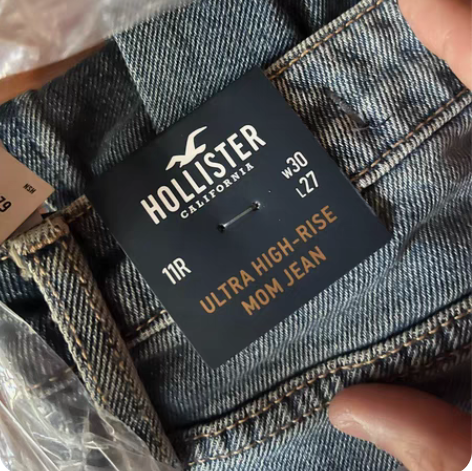 HOLLISTER
CALIFORNIA
W30
L27
11R
ULTRA HIGH-RISE
MOM JEAN